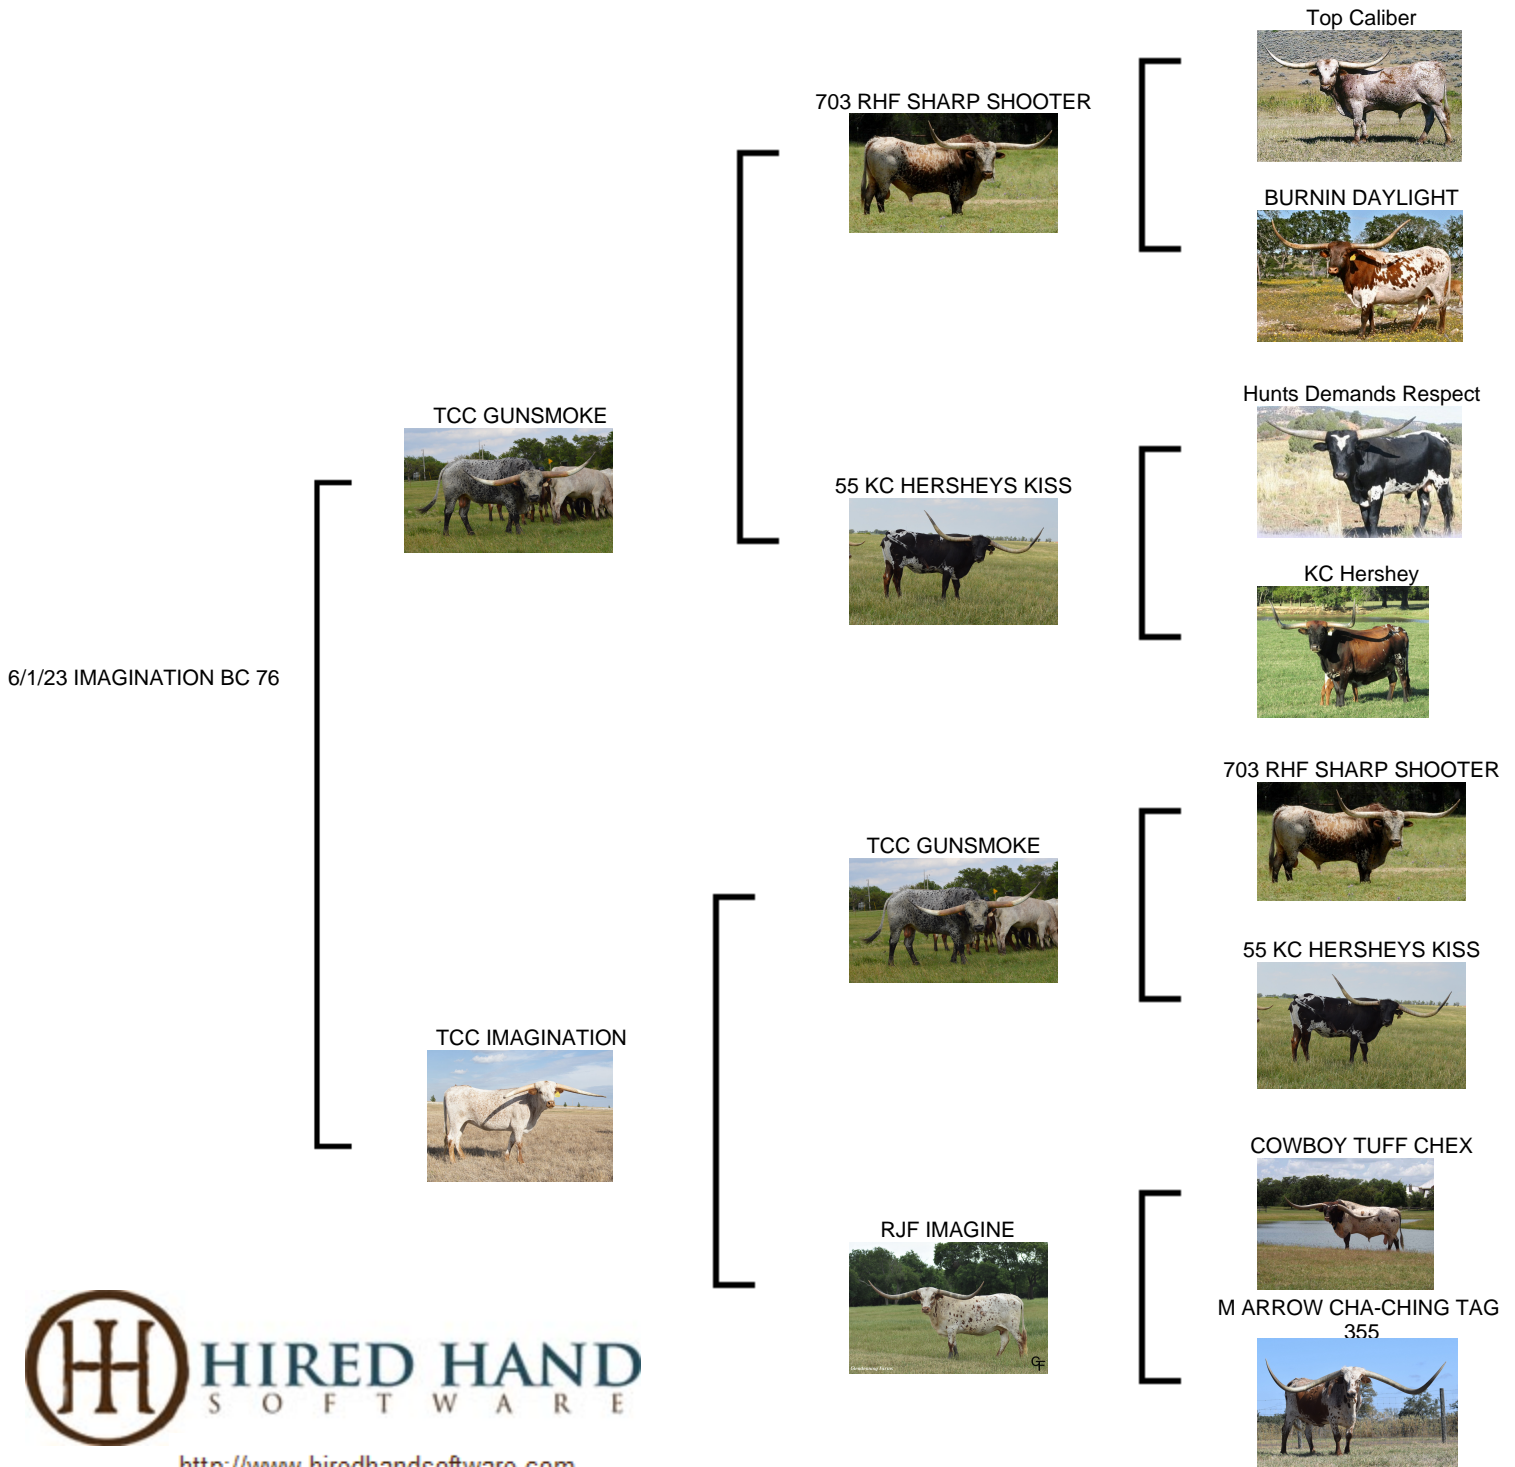 Top Caliber
703 RHF SHARP SHOOTER
BURNIN DAYLIGHT
Hunts Demands Respect
TCC GUNSMOKE
55 KC HERSHEYS KISS
KC Hershey
6/1/23 IMAGINATION BC 76
703 RHF SHARP SHOOTER
TCC GUNSMOKE
55 KC HERSHEYS KISS
TCC IMAGINATION
COWBOY TUFF CHEX
RJF IMAGINE
M ARROW CHA-CHING TAG
355
GF
HIRED HAND
SOFTWARE
http://www.hiredhandsoftware.com